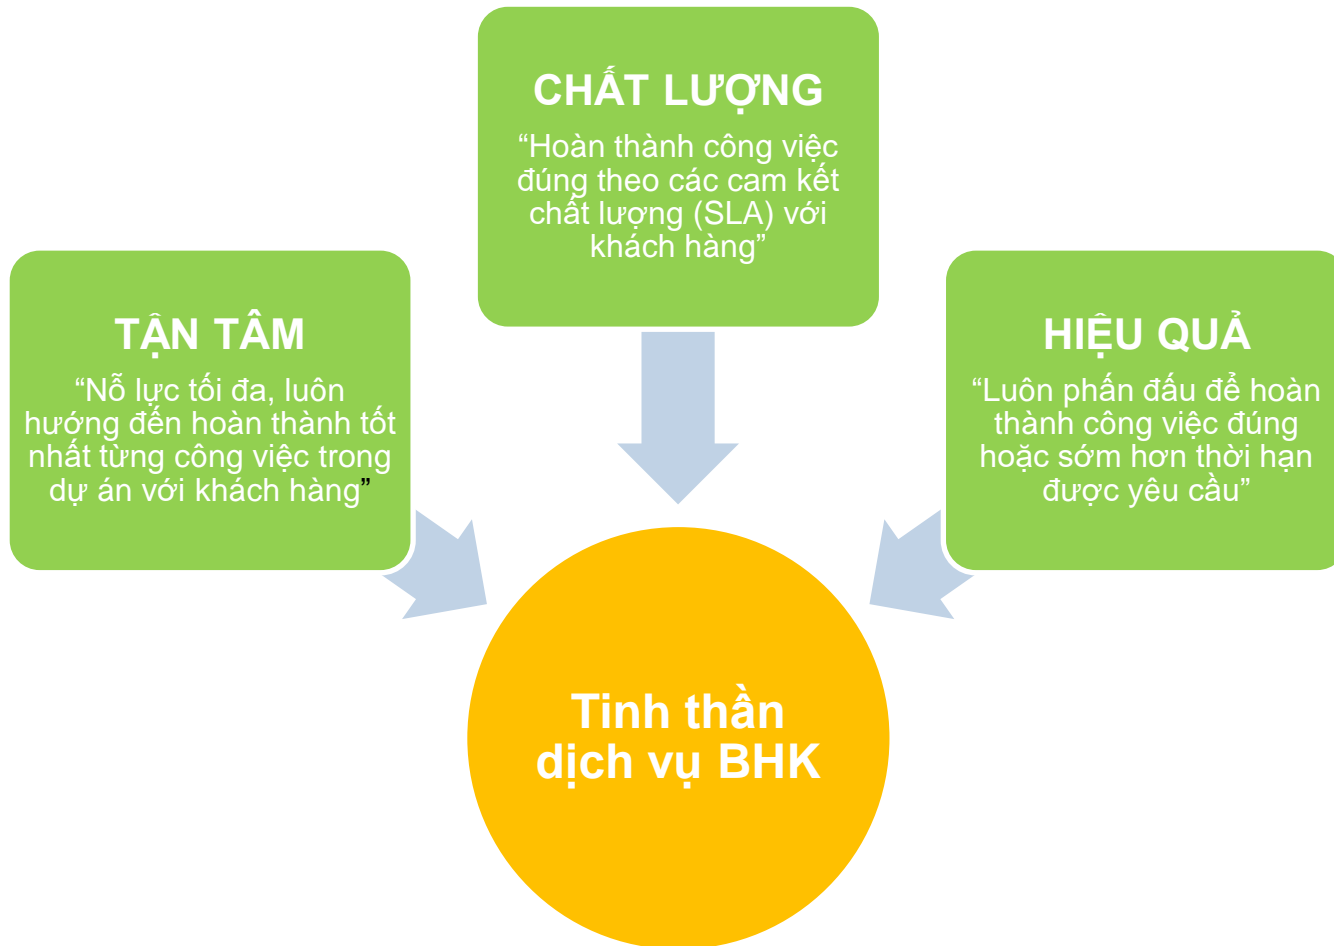 CHẤT LƯỢNG
“Hoàn thành công việc
đúng theo các cam kết
chất lượng (SLA) với
khách hàng”
TẬN TÂM
“Nỗ lực tối đa, luôn
hướng đến hoàn thành tốt
nhất từng công việc trong
dự án với khách hàng”
HIỆU QUẢ
“Luôn phấn đấu để hoàn
thành công việc đúng
hoặc sớm hơn thời hạn
được yêu cầu”
Tinh thần
dịch vụ BHK